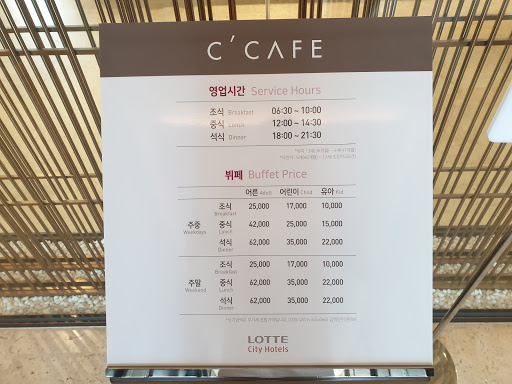 C'CAFE
영업시간 Service Hours
조식 Breakfast 06:30 ~ 10:00
중식 Lunch 12:00 ~ 14:30
석식 Dinner 18:00 ~ 21:30
뷔페 Buffet Price
어른 Adult 어린이 Child 유아 Kid
조식 Breakfast 25,000 17,000 10,000
주중 Weekdays 중식 Lunch 42,000 25,000 15,000
석식 Dinner 62,000 35,000 22,000
조식 Breakfast 25,000 17,000 10,000
주말 Weekend 중식 Lunch 62,000 35,000 22,000
석식 Dinner 62,000 35,000 22,000
LOTTE
City Hotels